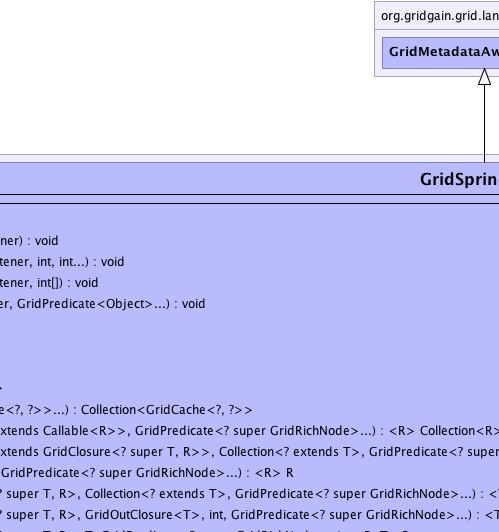 org.gridgain.grid.lan
GridMetadataAw
GridSprin
ner) : void
tener, int, int...) : void
tener, int[]) : void
er, GridPredicate<Object>...) : void
>
e<?, ?>>...) : Collection<GridCache<?, ?>>
xtends Callable<R>>, GridPredicate<? super GridRichNode>...) : <R> Collection<R>
xtends GridClosure<? super T, R>>, Collection<? extends T>, GridPredicate<? super
GridPredicate<? super GridRichNode>...) : <R> R
? super T, R>, Collection<? extends T>, GridPredicate<? super GridRichNode>...) : <
? super T, R>, GridOutClosure<T>, int, GridPredicate<? super GridRichNode>...) : <T